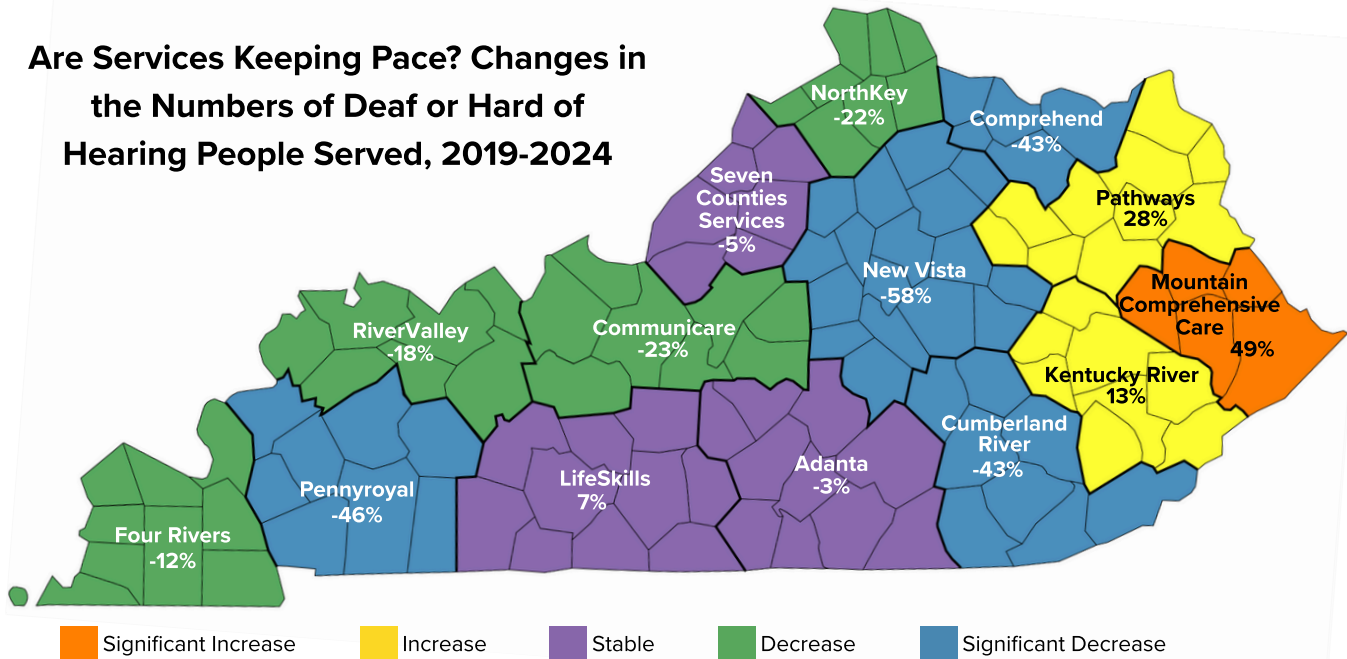 Are Services Keeping Pace? Changes in
the Numbers of Deaf or Hard of
Hearing People Served, 2019-2024
NorthKey
-22%
Comprehend
-43%
Seven
Counties
Services
-5%
Pathways
28%
New Vista
-58%
Mountain
Comprehensive
Care
49%
RiverValley
-18%
Communicare
-23%
Kentucky River
13%
Cumberland
River
-43%
Adanta
-3%
LifeSkills
7%
Pennyroyal
-46%
Four Rivers
-12%
Significant Increase
Increase
Stable
Decrease
Significant Decrease